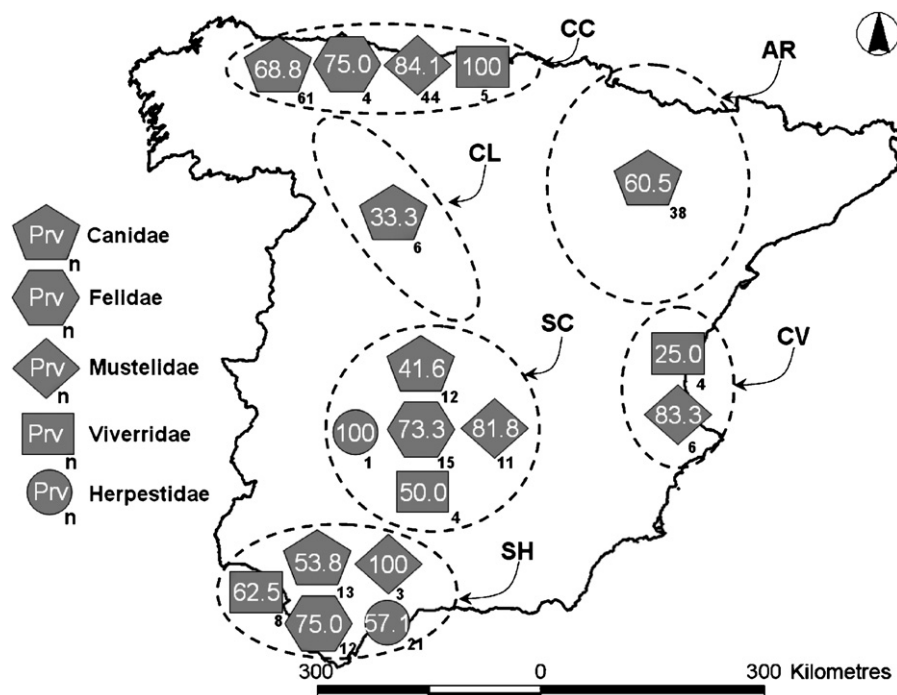 CC
68.8
61
75.0
4
84.1
44
100
5
AR
60.5
38
CL
33.3
6
Prv Canidae
n
Prv Felidae
n
Prv Mustelidae
n
Prv Viverridae
n
Prv Herpestidae
n
SC
41.6
12
100
1
73.3
15
81.8
11
50.0
4
CV
25.0
4
83.3
6
SH
53.8
13
100
3
62.5
8
75.0
12
57.1
21
300 0 300 Kilometres